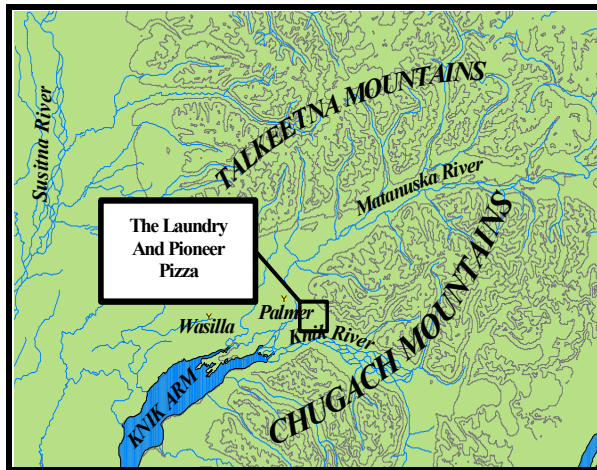 TALKEETNA MOUNTAINS
Susitna River
Matanuska River
The Laundry
And Pioneer
Pizza
Palmer
Wasilla
Knik River
CHUGACH MOUNTAINS
KNIK ARM